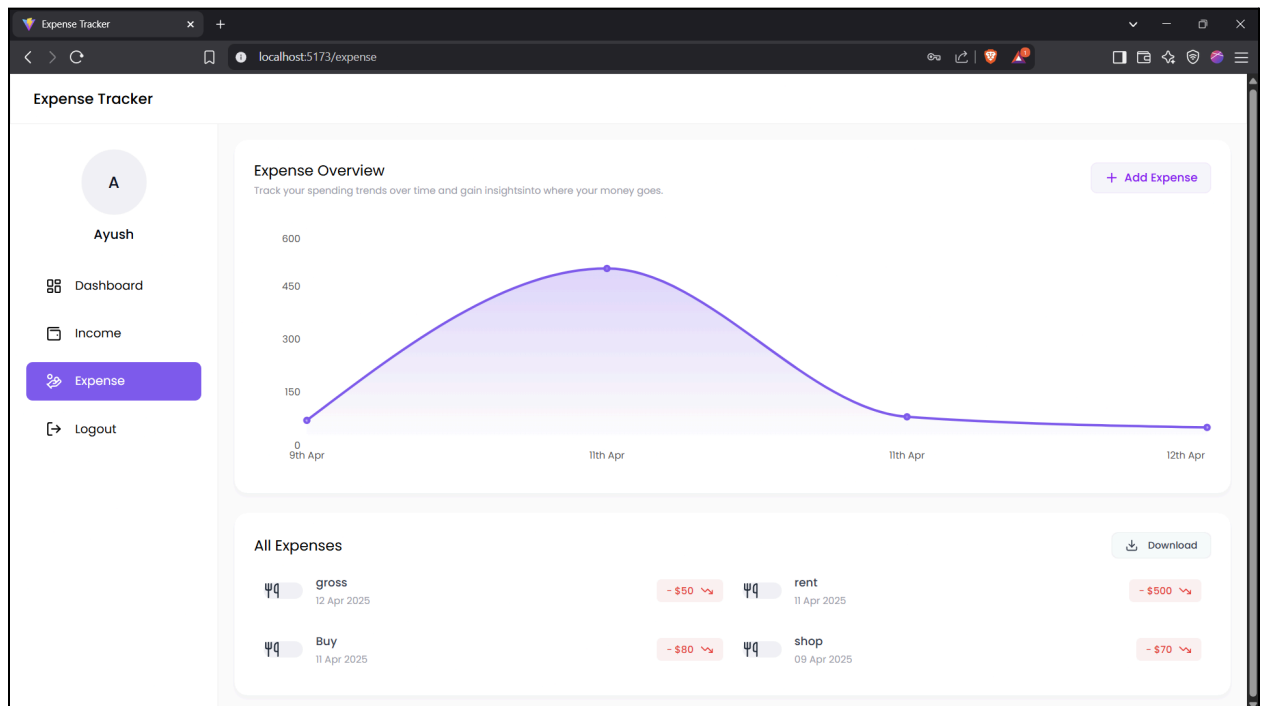 Expense Tracker
localhost:5173/expense
1
Expense Tracker
A
Ayush
Dashboard
Income
Expense
Logout
Expense Overview
Track your spending trends over time and gain insightsinto where your money goes.
+ Add Expense
600
450
300
150
0
9th Apr
11th Apr
11th Apr
12th Apr
All Expenses
Download
gross
12 Apr 2025
- $50
rent
11 Apr 2025
- $500
Buy
11 Apr 2025
- $80
shop
09 Apr 2025
- $70